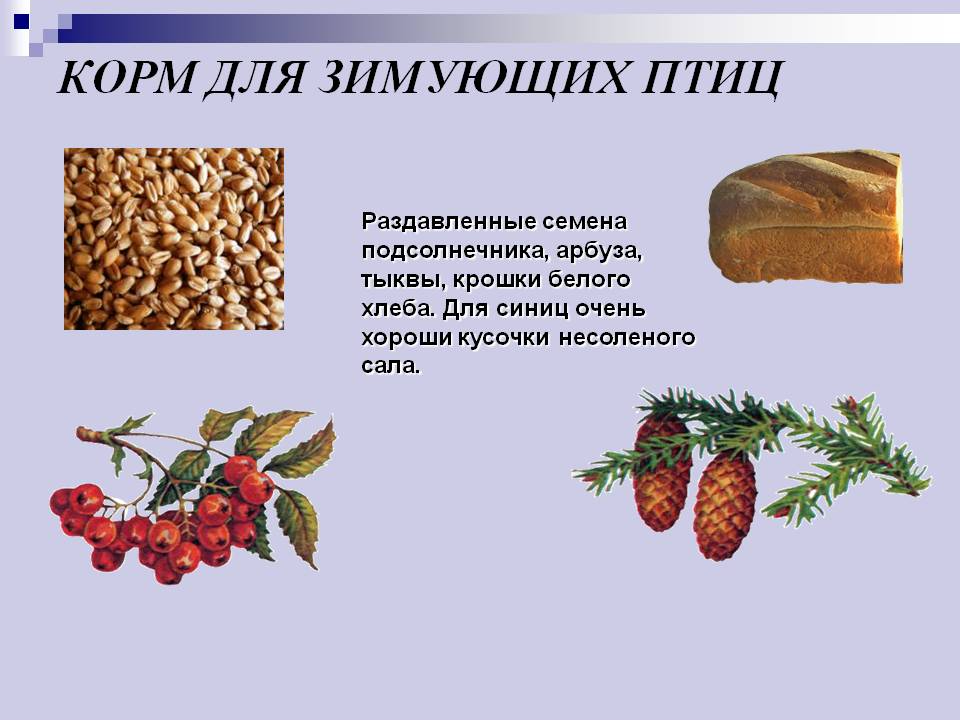 КОРМ ДЛЯ ЗИМУЮЩИХ ПТИЦ
Раздавленные семена
подсолнечника, арбуза,
тыквы, крошки белого
хлеба. Для синиц очень
хороши кусочки несоленого
сала.